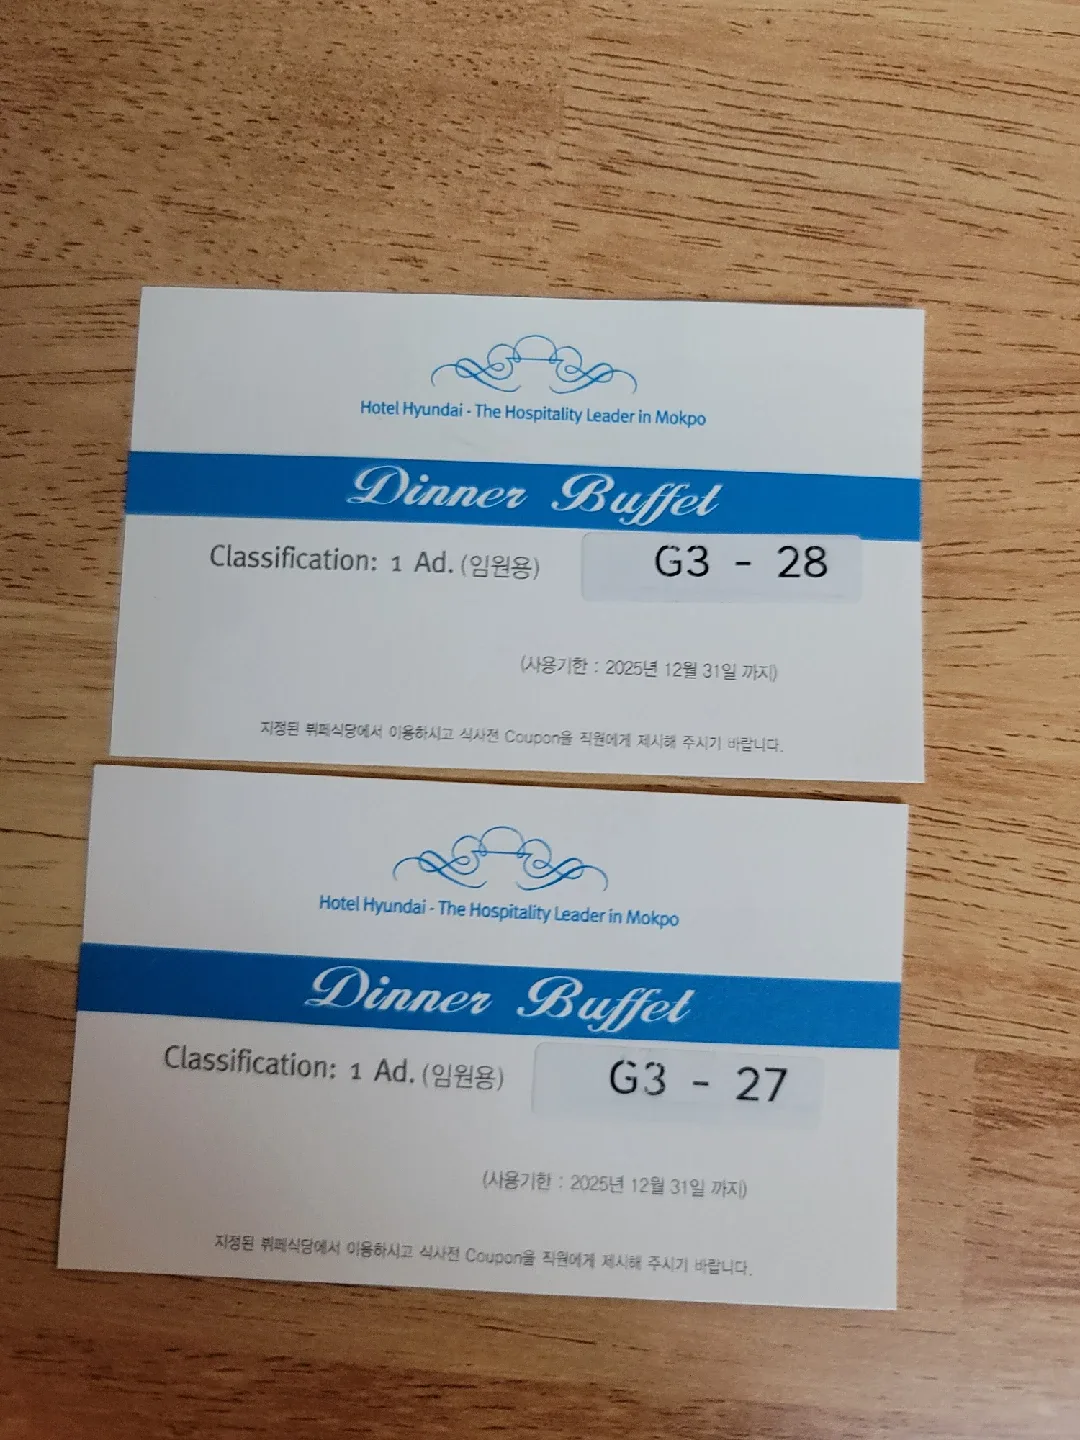 Hotel Hyundai - The Hospitality Leader in Mokpo
Dinner Buffet
Classification: 1 Ad. (임원용) G3 - 28
(사용기한 : 2025년 12월 31일 까지)
지정된 뷔페식당에서 이용하시고 식사전 Coupon을 직원에게 제시해 주시기 바랍니다.
Hotel Hyundai - The Hospitality Leader in Mokpo
Dinner Buffet
Classification: 1 Ad. (임원용) G3 - 27
(사용기한 : 2025년 12월 31일 까지)
지정된 뷔페식당에서 이용하시고 식사전 Coupon을 직원에게 제시해 주시기 바랍니다.